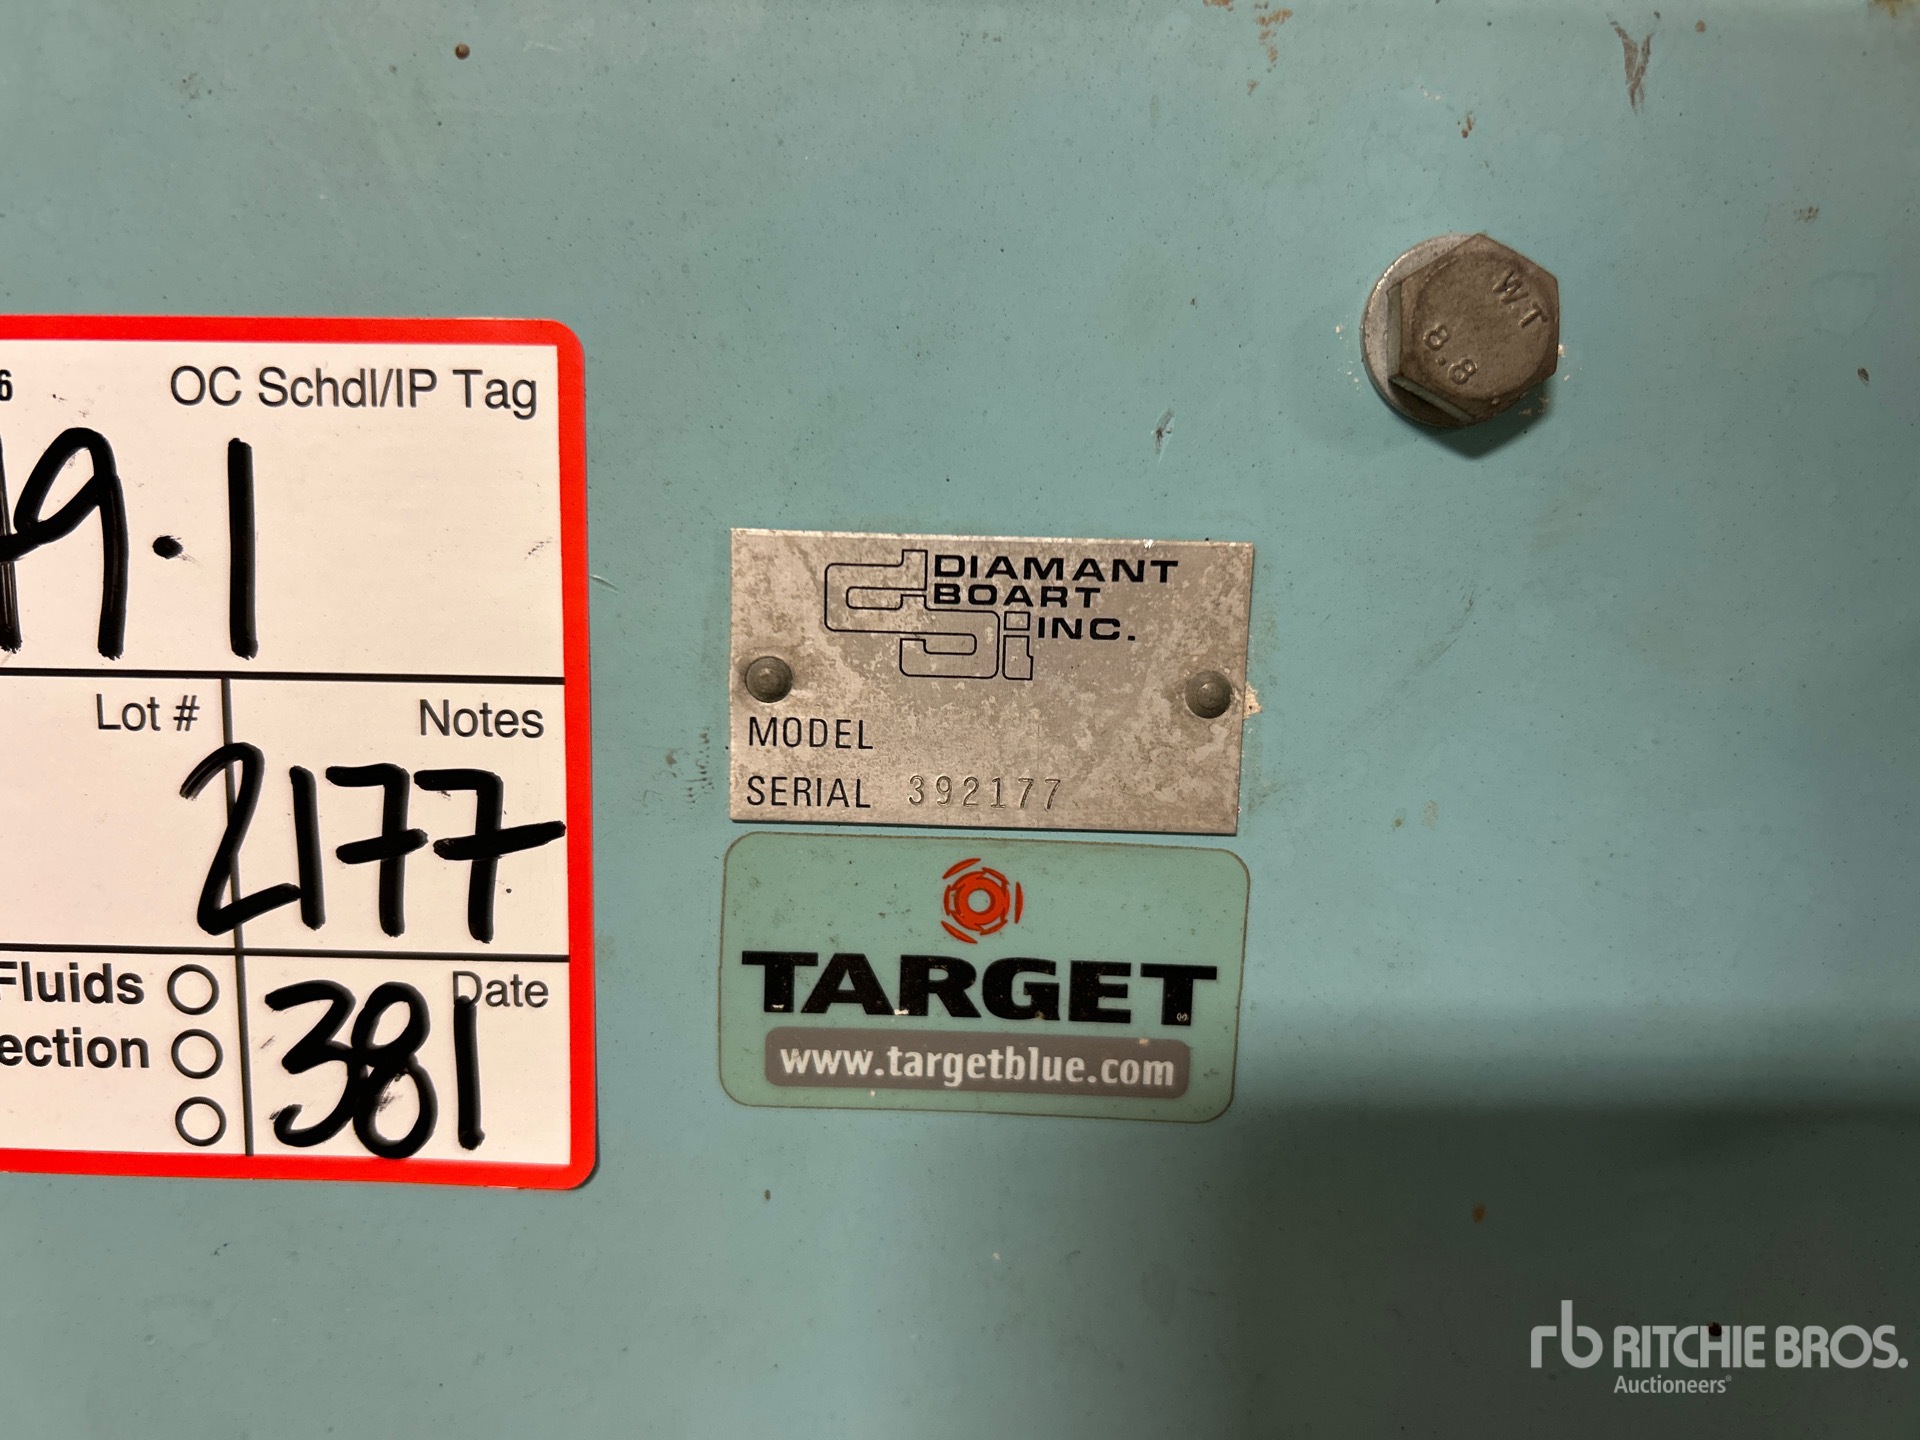 6 OC Schdl/IP Tag
19.1
Lot # Notes
2177
Fluids
ection
Date
381
W.T
8.8
DIAMANT
BOART
INC.
MODEL
SERIAL 392177
TARGET
www.targetblue.com
rb RITCHIE BROS.
Auctioneers